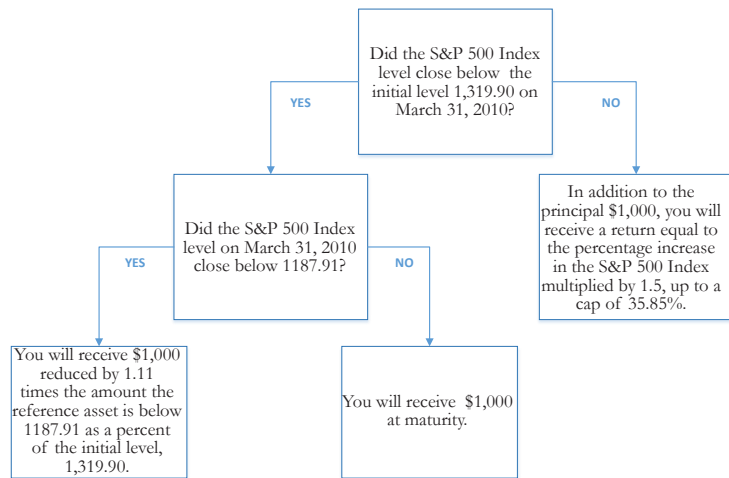 Did the S&P 500 Index
level close below the
initial level 1,319.90 on
March 31, 2010?
YES
NO
Did the S&P 500 Index
level on March 31, 2010
close below 1187.91?
In addition to the
principal $1,000, you will
receive a return equal to
the percentage increase
in the S&P 500 Index
multiplied by 1.5, up to a
cap of 35.85%.
YES
NO
You will receive $1,000
reduced by 1.11
times the amount the
reference asset is below
1187.91 as a percent
of the initial level,
1,319.90.
You will receive $1,000
at maturity.